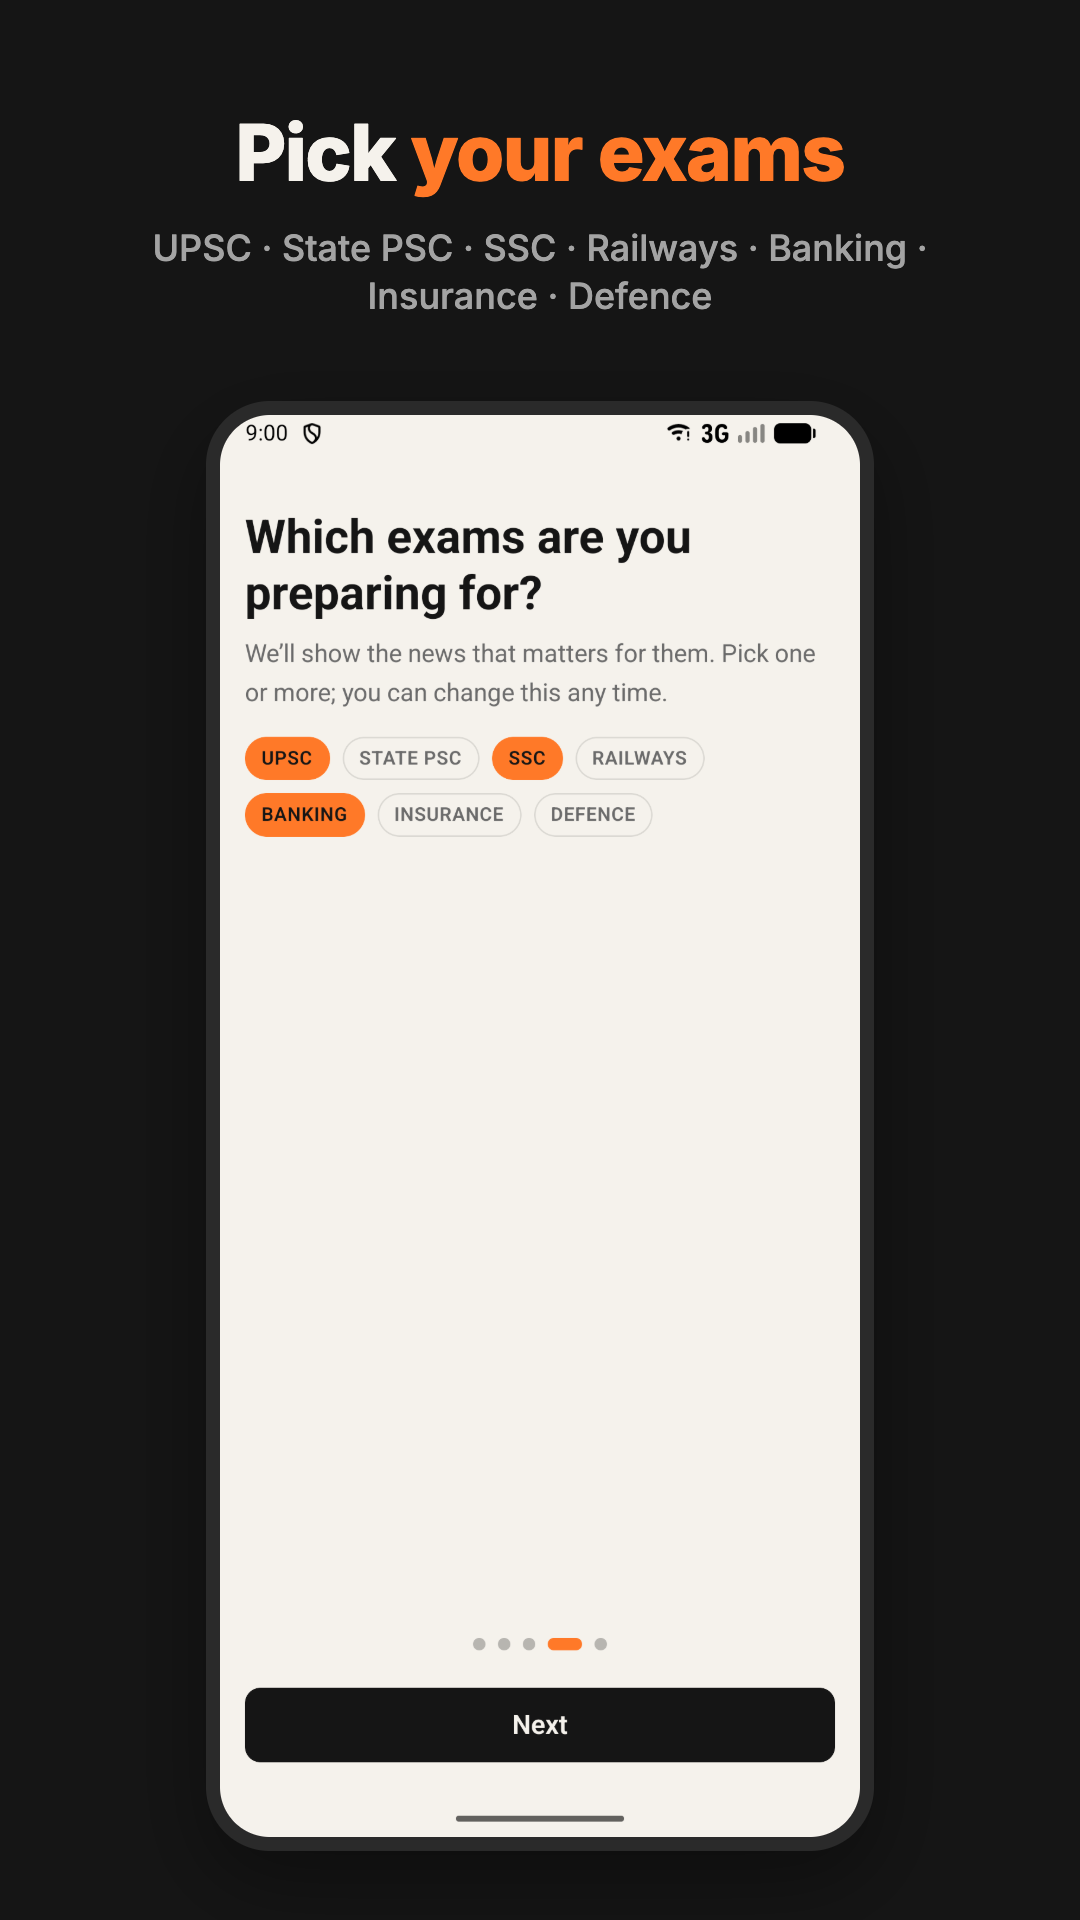 Pick your exams
UPSC · State PSC · SSC · Railways · Banking ·
Insurance · Defence
9:00
3G
Which exams are you
preparing for?
We’ll show the news that matters for them. Pick one
or more; you can change this any time.
UPSC STATE PSC SSC RAILWAYS
BANKING INSURANCE DEFENCE
Next